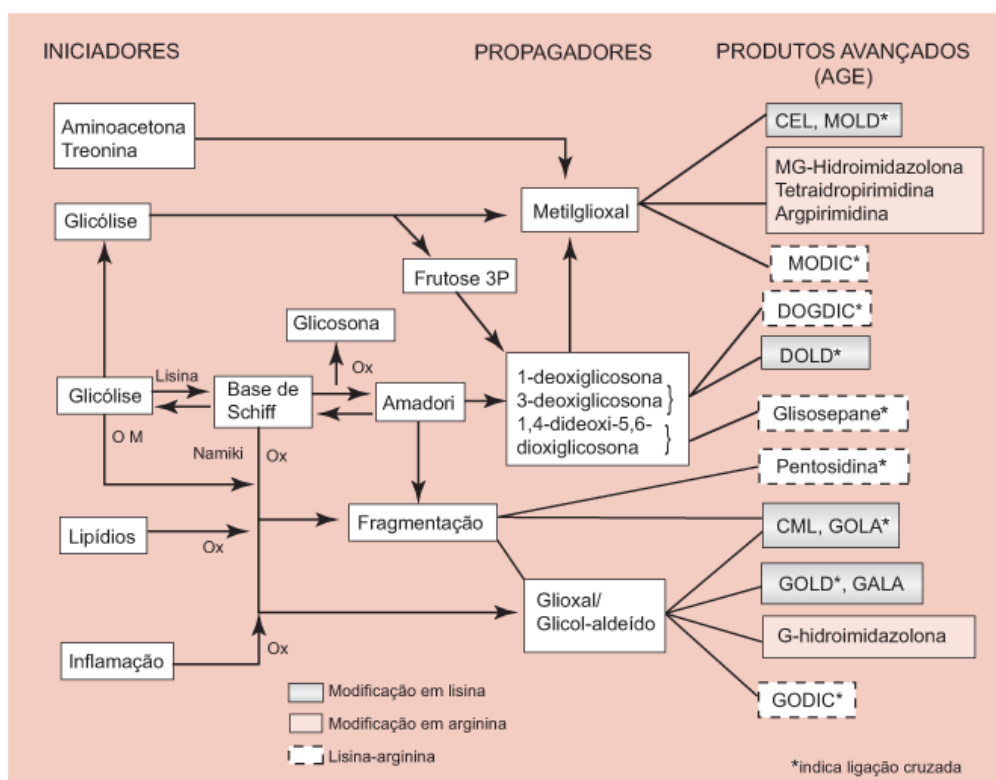 INICIADORES
PROPAGADORES
PRODUTOS AVANÇADOS
(AGE)
Aminoacetona
Treonina
CEL, MOLD*
MG-Hidroimidazolona
Tetraidropirimidina
Argpirimidina
Glicólise
Metilglioxal
MODIC*
Frutose 3P
DOGDIC*
Glicosona
DOLD*
Ox
Lisina
Glicólise
Base de
Schiff
Amadori
1-deoxiglicosona
3-deoxiglicosona }
1,4-dideoxi-5,6-
dioxiglicosona }
Glisosepane*
O M
Namiki
Ox
Pentosidina*
Lipídios
Ox
Fragmentação
CML, GOLA*
Glioxal/
Glicol-aldeído
GOLD*, GALA
G-hidroimidazolona
Inflamação
Ox
GODIC*
Modificação em lisina
Modificação em arginina
Lisina-arginina
*indica ligação cruzada